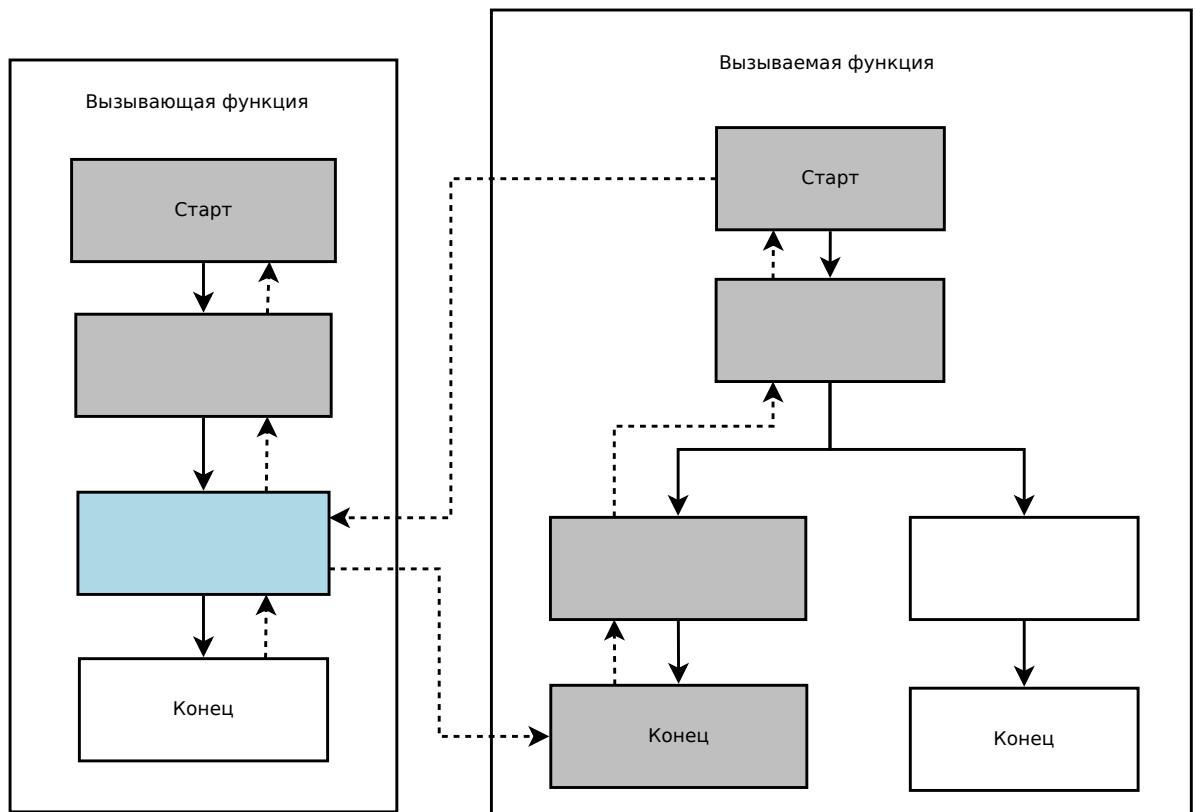 Вызывающая функция
Старт
Конец
Вызываемая функция
Старт
Конец
Конец